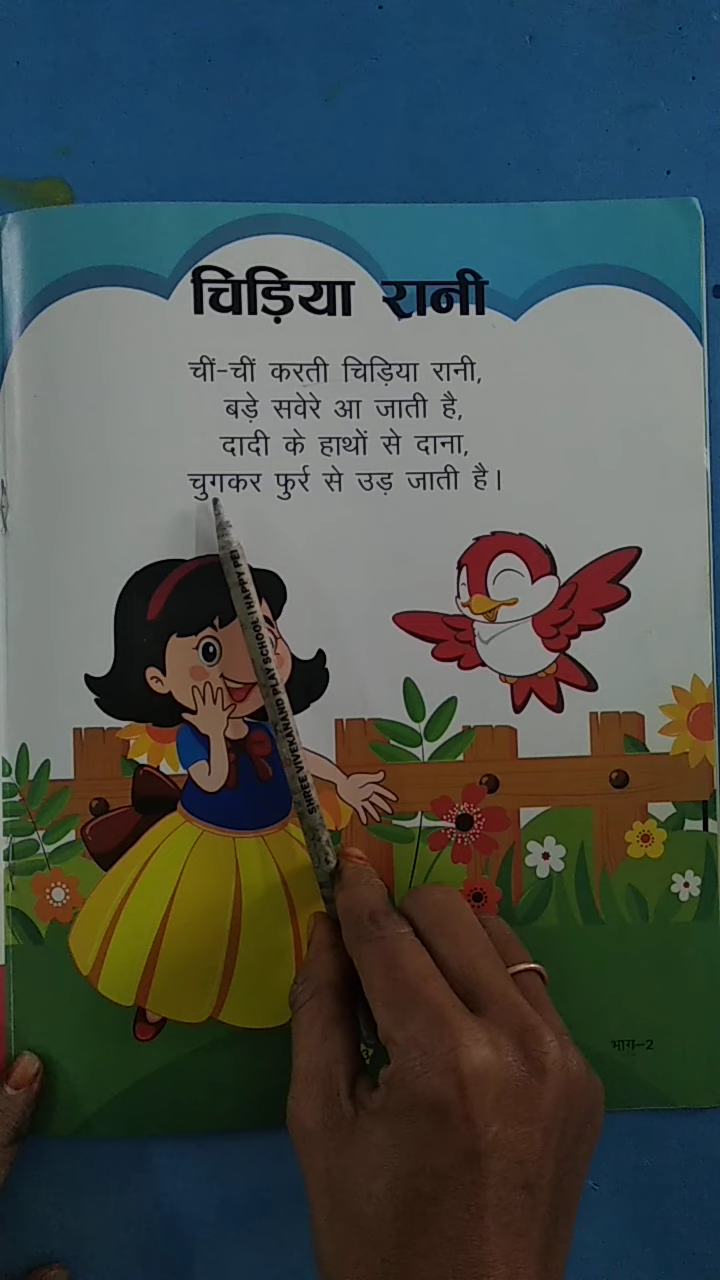 चिड़िया रानी
चीं-चीं करती चिड़िया रानी,
बड़े सवेरे आ जाती है,
दादी के हाथों से दाना,
चुगकर फुर्र से उड़ जाती है।
SHREE VIVEKANAND PLAY SCHOOL | HAPPY PE
भाग-2